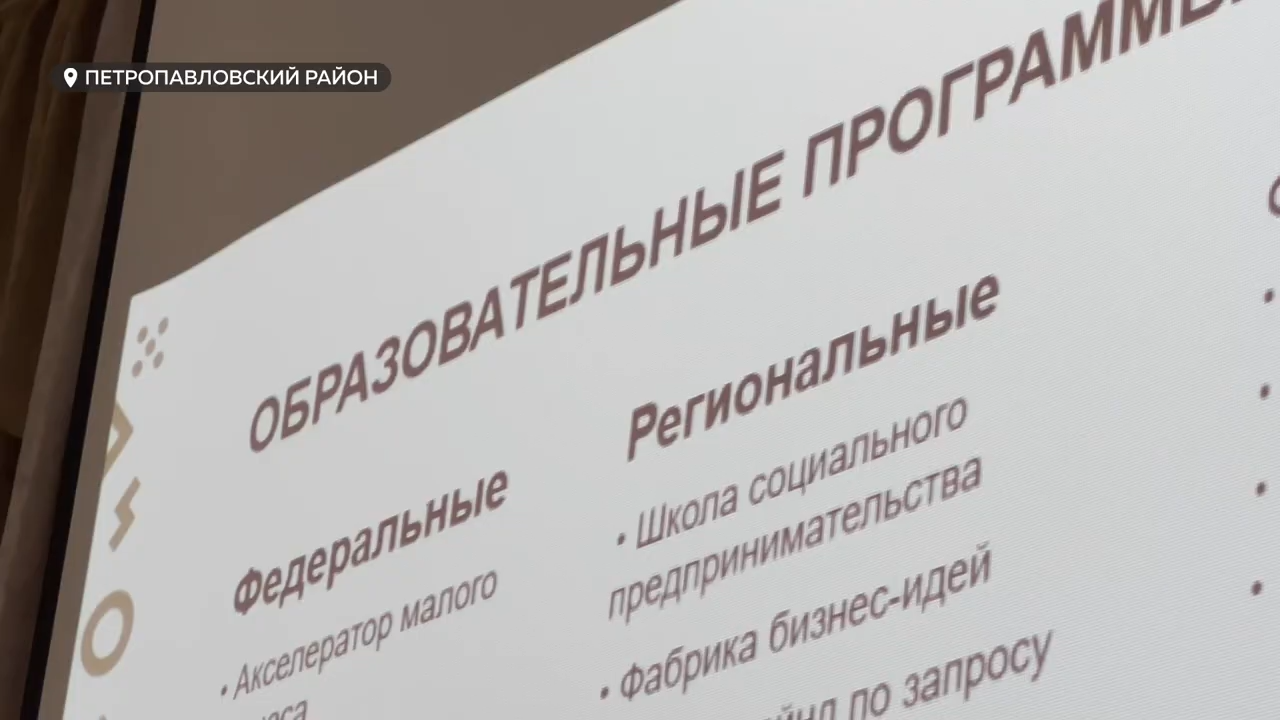 ПЕТРОПАВЛОВСКИЙ РАЙОН
ОБРАЗОВАТЕЛЬНЫЕ ПРОГРАММЫ
Федеральные
• Акселератор малого
Региональные
• Школа социального
предпринимательства
• Фабрика бизнес-идей
по запросу